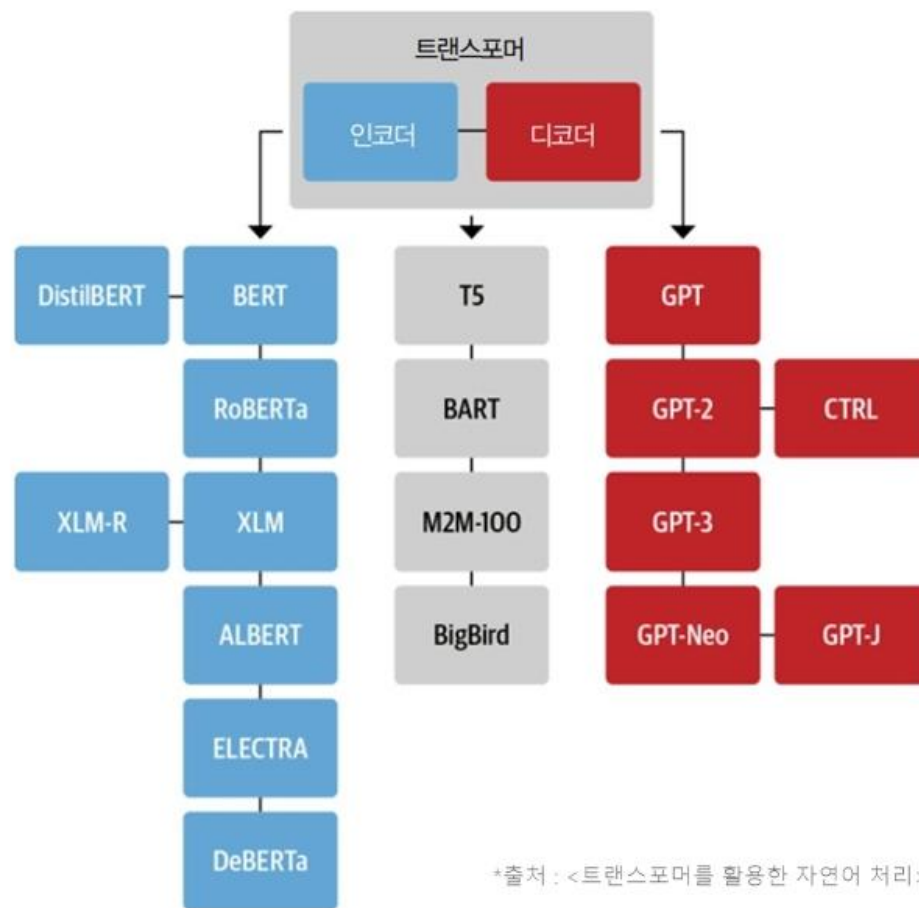 트랜스포머
인코더
디코더
DistilBERT
BERT
T5
GPT
RoBERTa
BART
GPT-2
CTRL
XLM-R
XLM
M2M-100
GPT-3
ALBERT
BigBird
GPT-Neo
GPT-J
ELECTRA
DeBERTa
*출처 : <트랜스포머를 활용한 자연어 처리>